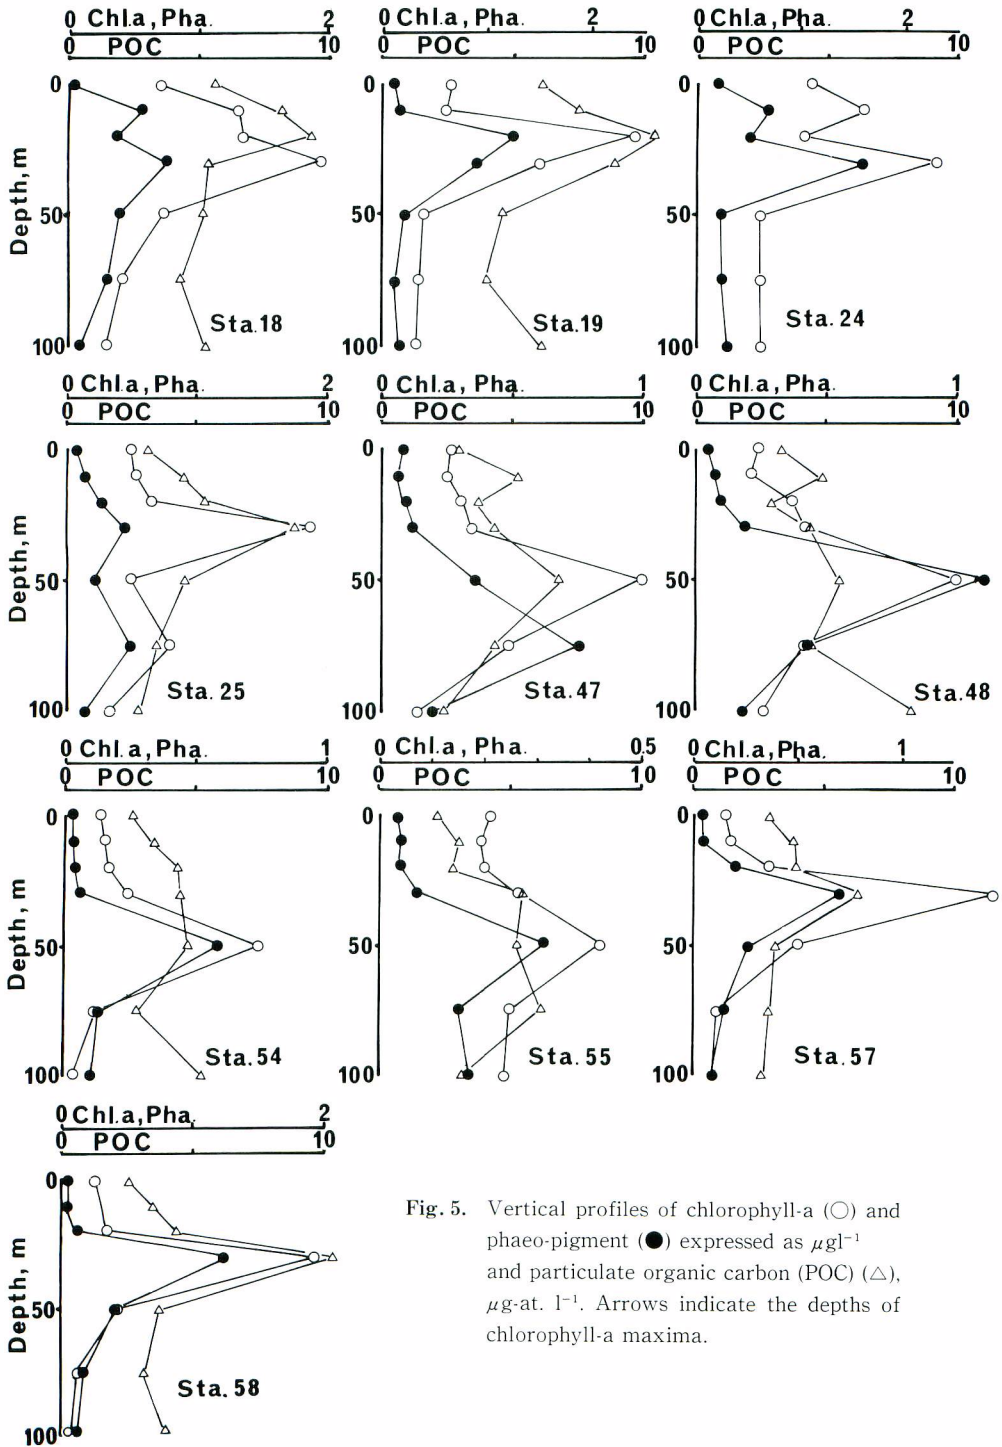 0 Chl.a, Pha. 2
0 POC 10
0 Chl.a, Pha. 2
0 POC 10
0 Chl.a, Pha. 2
0 POC 10
0
50
100
Depth, m
Sta.18
0
50
100
Sta.19
0
50
100
Sta.24
0 Chl.a, Pha. 2
0 POC 10
0 Chl.a, Pha. 1
0 POC 10
0 Chl.a, Pha. 1
0 POC 10
0
50
100
Depth, m
Sta. 25
0
50
100
Sta.47
0
50
100
Sta.48
0 Chl.a, Pha. 1
0 POC 10
0 Chl.a, Pha. 0.5
0 POC 10
0 Chl.a, Pha. 1
0 POC 10
0
50
100
Depth, m
Sta.54
0
50
100
Sta.55
0
50
100
Sta.57
0 Chl.a, Pha. 2
0 POC 10
0
50
100
Depth, m
Sta. 58
Fig. 5. Vertical profiles of chlorophyll-a (○) and
phaeo-pigment (●) expressed as μgl⁻¹
and particulate organic carbon (POC) (△),
μg-at. l⁻¹. Arrows indicate the depths of
chlorophyll-a maxima.